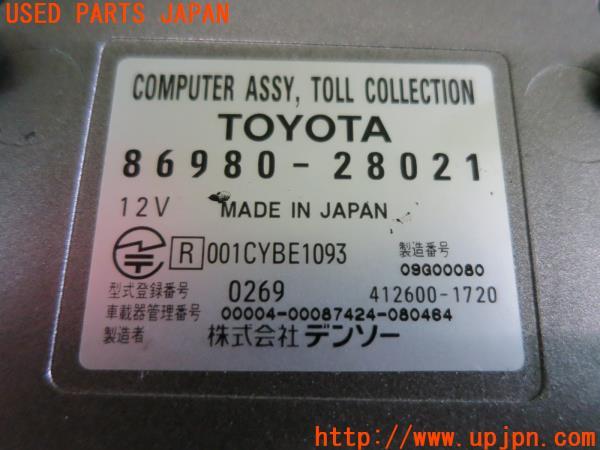 USED PARTS JAPAN
COMPUTER ASSY, TOLL COLLECTION
TOYOTA
86980-28021
12V MADE IN JAPAN
R 001CYBE1093 製造番号 09G00080
型式登録番号 0269 412600-1720
車載器管理番号 00004-00087424-080464
製造者 株式会社 デンソー
UPJ http://www.upjpn.com